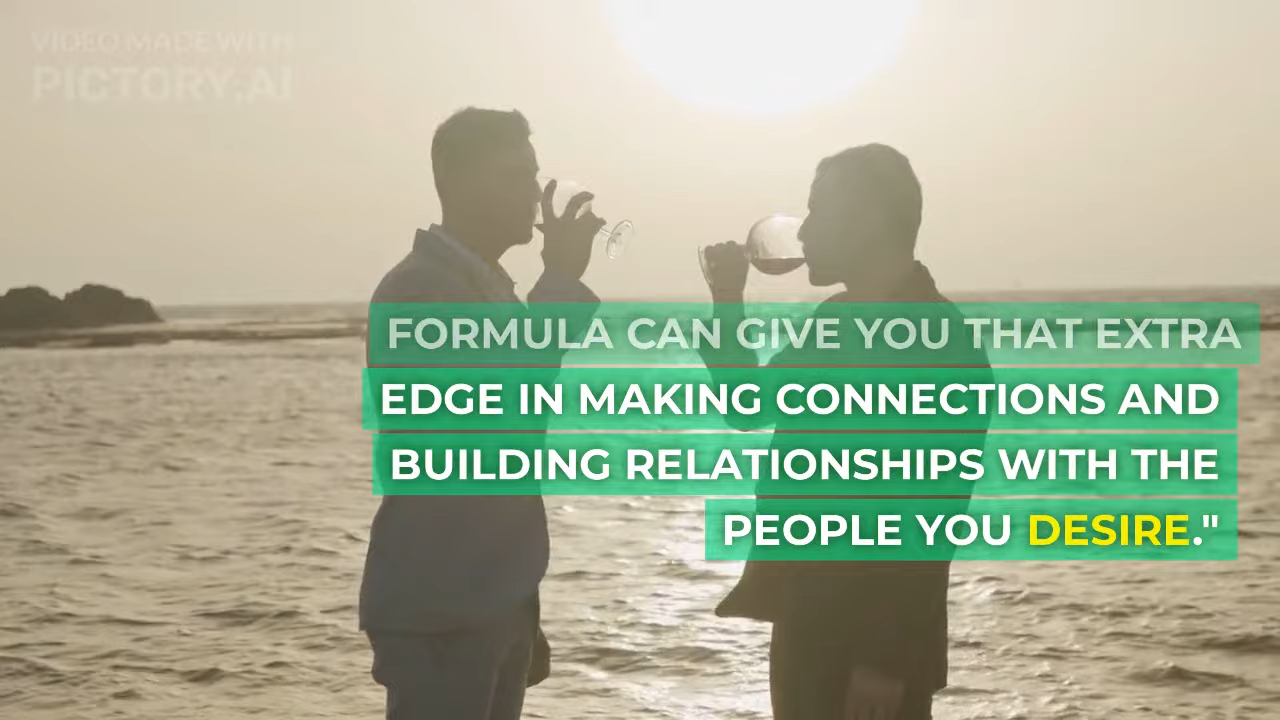 VIDEO MADE WITH
PICTORY.AI
FORMULA CAN GIVE YOU THAT EXTRA
EDGE IN MAKING CONNECTIONS AND
BUILDING RELATIONSHIPS WITH THE
PEOPLE YOU DESIRE."